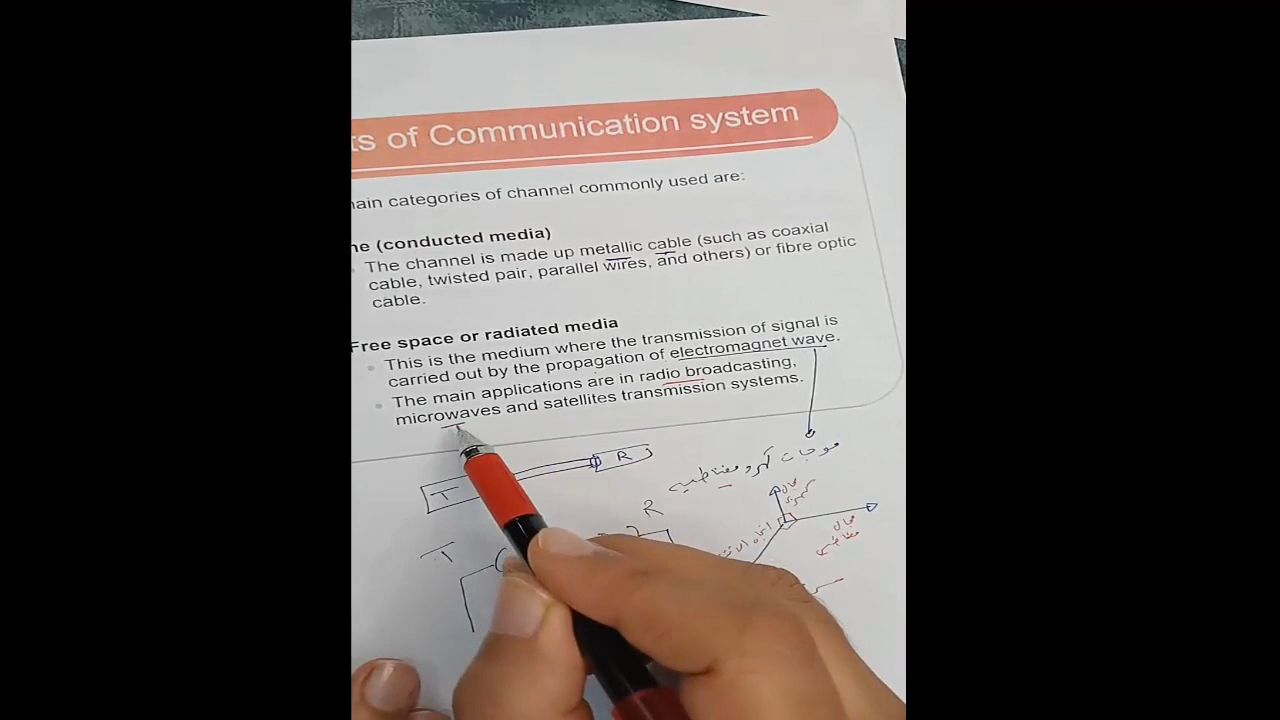 ts of Communication system
main categories of channel commonly used are:
ne (conducted media)
The channel is made up metallic cable (such as coaxial
cable, twisted pair, parallel wires, and others) or fibre optic
cable.
Free space or radiated media
This is the medium where the transmission of signal is
carried out by the propagation of electromagnet wave.
The main applications are in radio broadcasting,
microwaves and satellites transmission systems.
موجات كهرومغناطيسيه
T R
مجال
R
مجال
T